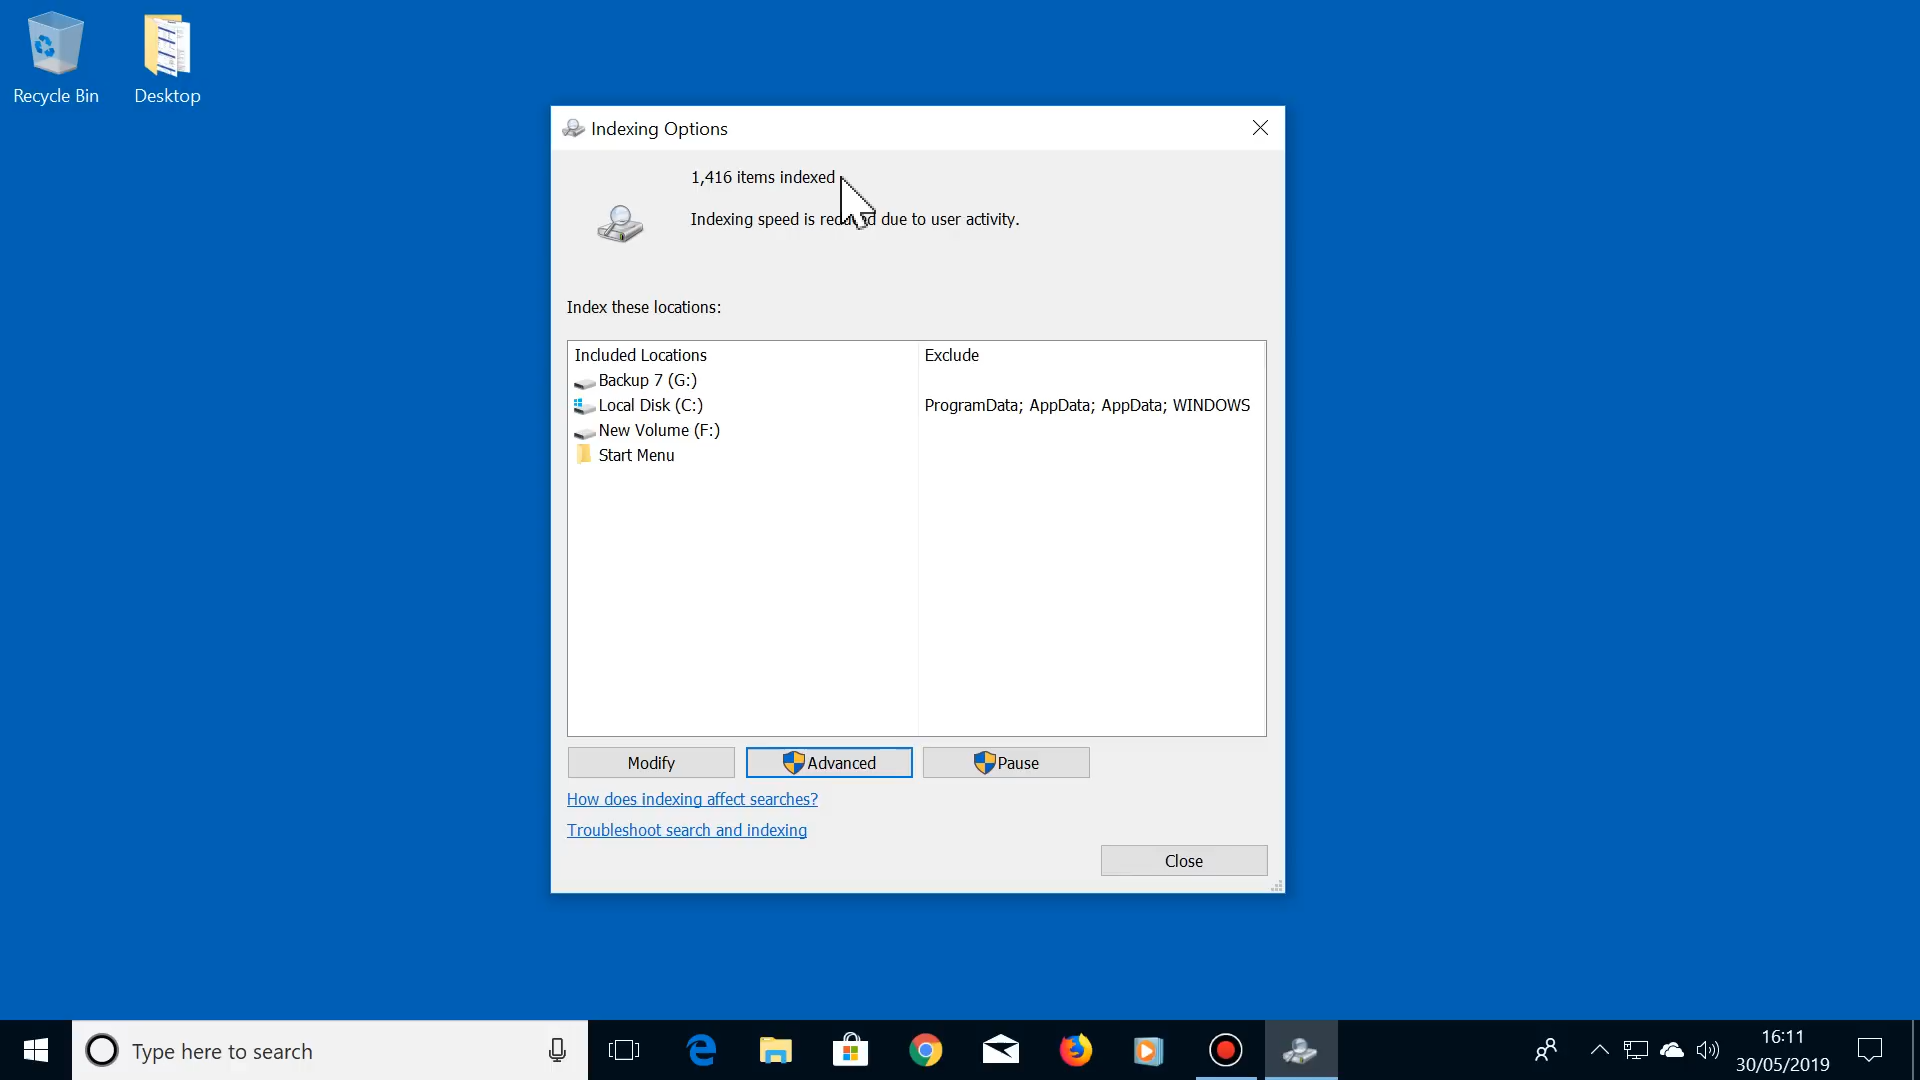 Recycle Bin
Desktop
Indexing Options
1,416 items indexed
Indexing speed is due to user activity.
Index these locations:
Included Locations
Exclude
Backup 7 (G:)
Local Disk (C:)
ProgramData; AppData; AppData; WINDOWS
New Volume (F:)
Start Menu
Modify
Advanced
Pause
How does indexing affect searches?
Troubleshoot search and indexing
Close
Type here to search
16:11
30/05/2019